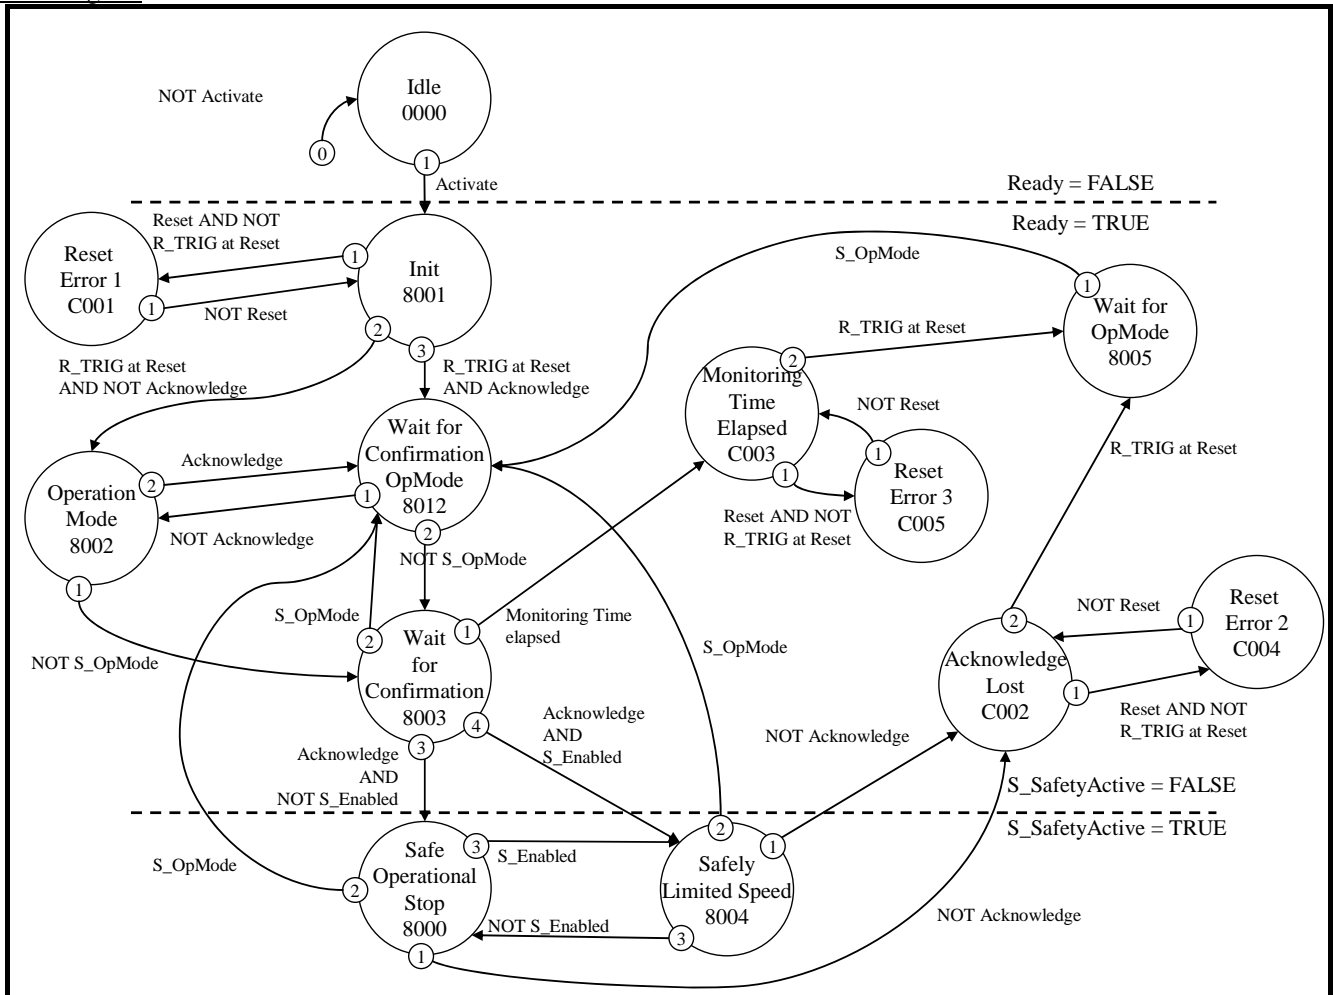 Idle
0000
NOT Activate
0
1
Activate
Ready = FALSE
Ready = TRUE
Reset AND NOT
R_TRIG at Reset
Reset
Error 1
C001
1
NOT Reset
1
Init
8001
2
3
R_TRIG at Reset
AND NOT Acknowledge
R_TRIG at Reset
AND Acknowledge
S_OpMode
1
Wait for
OpMode
8005
R_TRIG at Reset
2
Monitoring
Time
Elapsed
C003
1
NOT Reset
1
Reset
Error 3
C005
Reset AND NOT
R_TRIG at Reset
R_TRIG at Reset
Wait for
Confirmation
OpMode
8012
1
2
Acknowledge
2
Operation
Mode
8002
1
NOT Acknowledge
NOT S_OpMode
S_OpMode
2
Wait
for
Confirmation
8003
1
3
4
Monitoring Time
elapsed
NOT S_OpMode
S_OpMode
Acknowledge
AND
S_Enabled
Acknowledge
AND
NOT S_Enabled
NOT Acknowledge
2
Acknowledge
Lost
C002
1
NOT Reset
1
Reset
Error 2
C004
Reset AND NOT
R_TRIG at Reset
S_SafetyActive = FALSE
S_SafetyActive = TRUE
S_OpMode
2
Safe
Operational
Stop
8000
3
1
S_Enabled
NOT S_Enabled
2
1
Safely
Limited Speed
8004
3
NOT Acknowledge